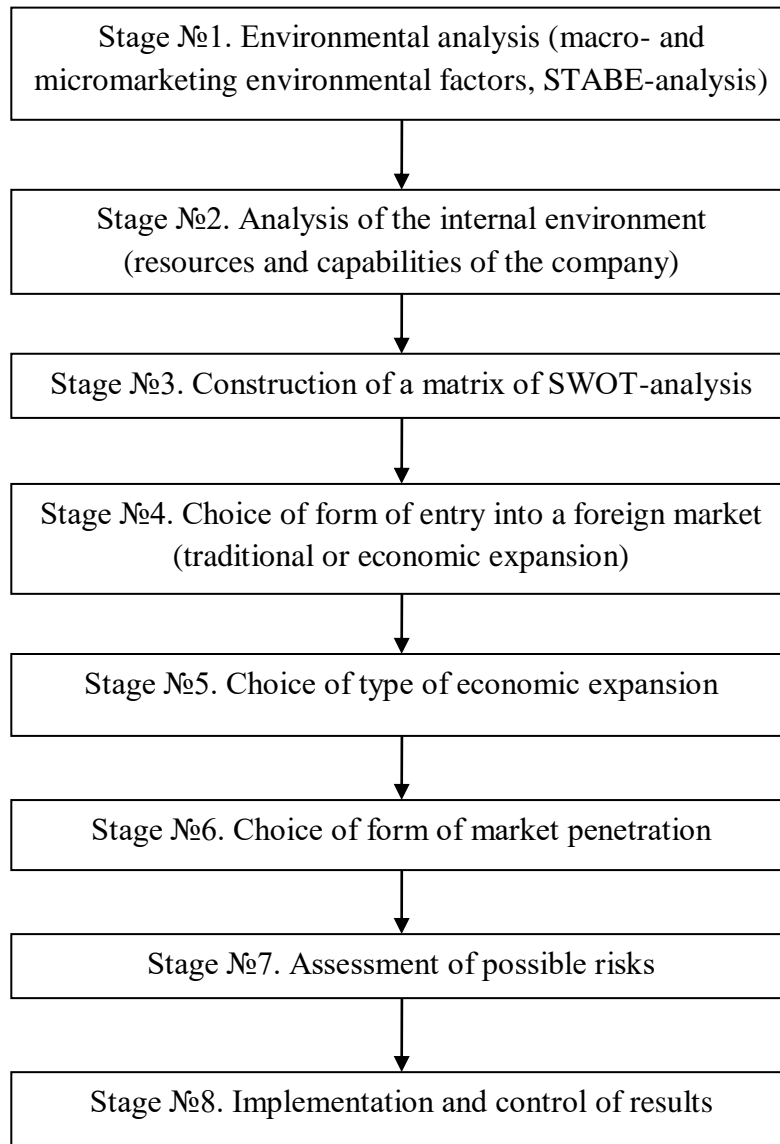 Stage №1. Environmental analysis (macro- and
micromarketing environmental factors, STABE-analysis)
Stage №2. Analysis of the internal environment
(resources and capabilities of the company)
Stage №3. Construction of a matrix of SWOT-analysis
Stage №4. Choice of form of entry into a foreign market
(traditional or economic expansion)
Stage №5. Choice of type of economic expansion
Stage №6. Choice of form of market penetration
Stage №7. Assessment of possible risks
Stage №8. Implementation and control of results